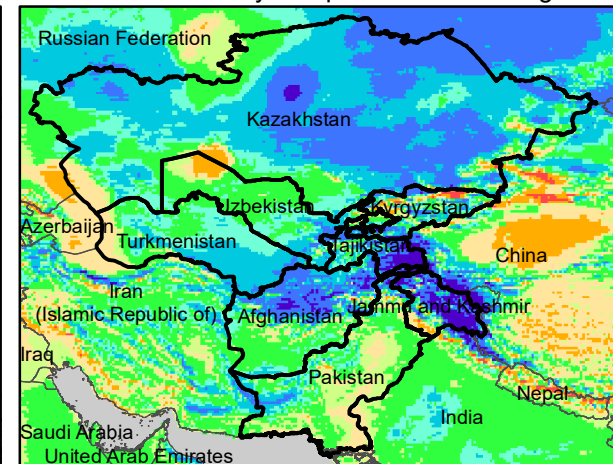 Russian Federation
Kazakhstan
Uzbekistan
Kyrgyzstan
Azerbaijan
Turkmenistan
Tajikistan
China
Iran
(Islamic Republic of)
Afghanistan
Jammu and Kashmir
Iraq
Pakistan
Nepal
India
Saudi Arabia
United Arab Emirates